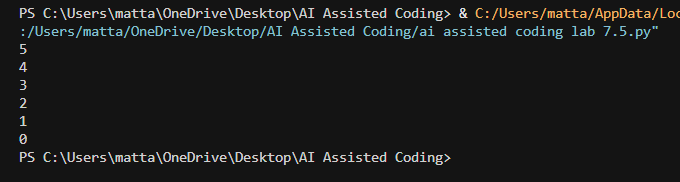 PS C:\Users\matta\OneDrive\Desktop\AI Assisted Coding> & C:/Users/matta/AppData/Loc
:/Users/matta/OneDrive/Desktop/AI Assisted Coding/ai assisted coding lab 7.5.py"
5
4
3
2
1
0
PS C:\Users\matta\OneDrive\Desktop\AI Assisted Coding>